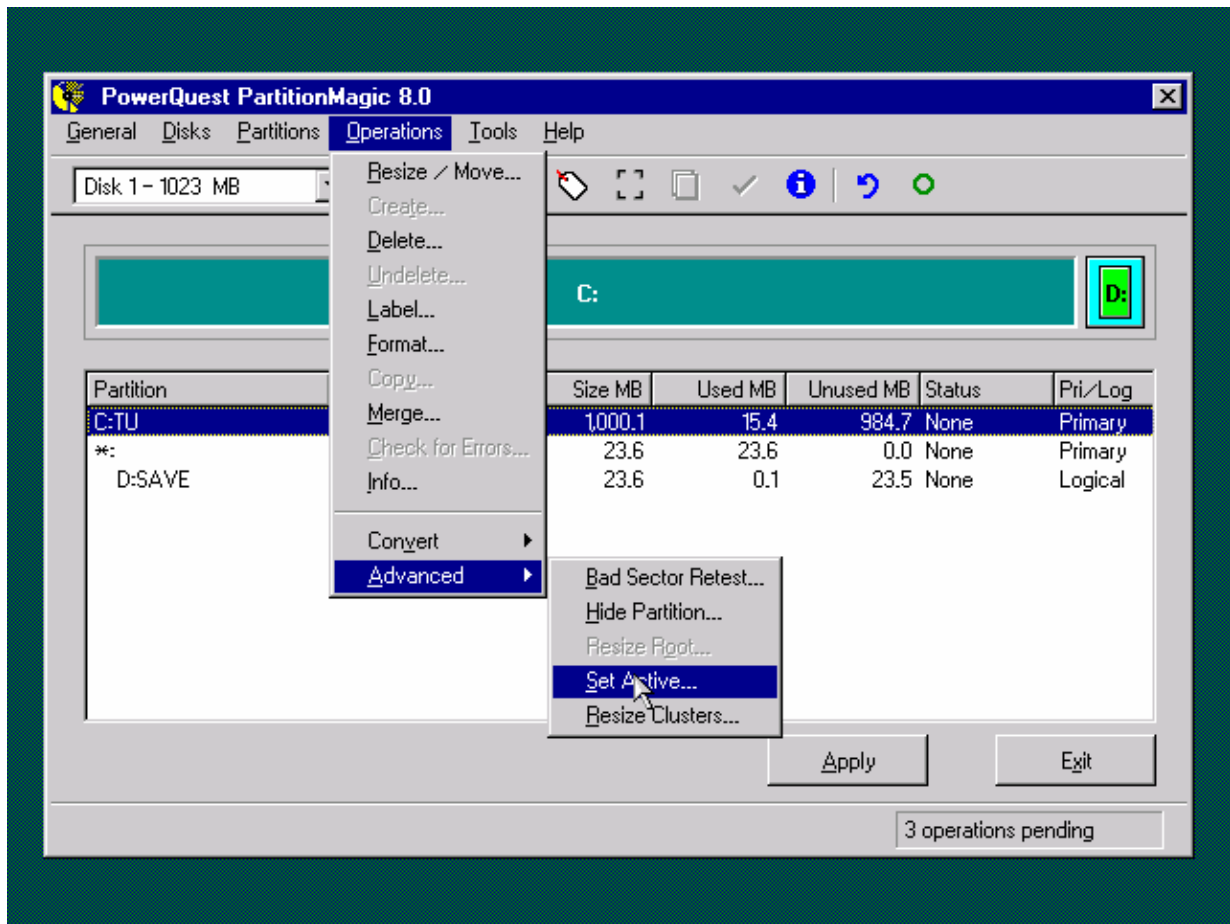 PowerQuest PartitionMagic 8.0
General Disks Partitions Operations Tools Help
Disk 1 – 1023 MB
Resize / Move...
Create...
Delete...
Undelete...
Label...
Format...
Copy...
Merge...
Check for Errors...
Info...
Convert
Advanced
Bad Sector Retest...
Hide Partition...
Resize Root...
Set Active...
Resize Clusters...
C:
D:
Partition Size MB Used MB Unused MB Status Pri/Log
C:TU 1,000.1 15.4 984.7 None Primary
*: 23.6 23.6 0.0 None Primary
D:SAVE 23.6 0.1 23.5 None Logical
Apply Exit
3 operations pending